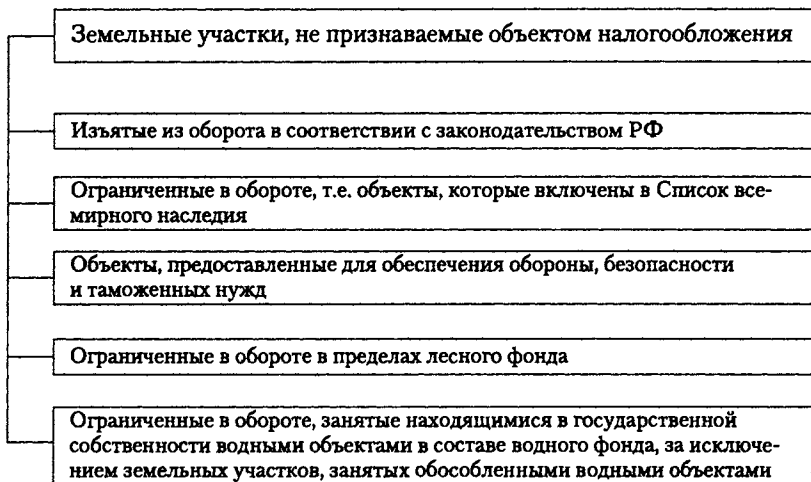 Земельные участки, не признаваемые объектом налогообложения
Изъятые из оборота в соответствии с законодательством РФ
Ограниченные в обороте, т.е. объекты, которые включены в Список все-
мирного наследия
Объекты, предоставленные для обеспечения обороны, безопасности
и таможенных нужд
Ограниченные в обороте в пределах лесного фонда
Ограниченные в обороте, занятые находящимися в государственной
собственности водными объектами в составе водного фонда, за исключе-
нием земельных участков, занятых обособленными водными объектами